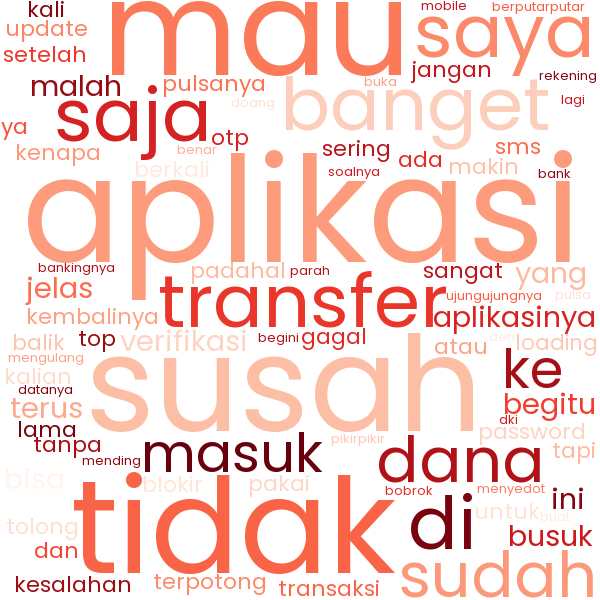 kali mau mobile berputarputar
update saya
setelah
malah pulsanya jangan
buka rekening
saja doang banget lagi
ya otp
kenapa benar sering sms
berkali ada makin
soalnya bank
aplikasi
bankingnya padahal parah sangat yang
jelas transfer ujungujungnya pulsa
kembalinya aplikasinya
balik top verifikasi begini gagal atau loading
mengulang susah ke
kalian
datanya begitu
terus dki
lama masuk password
tanpa pikirpikir dana tapi
mending
bisa blokir pakai bobrok menyedot
tidak di untuk ini
tolong buat
dan busuk
kesalahan terpotong transaksi sudah